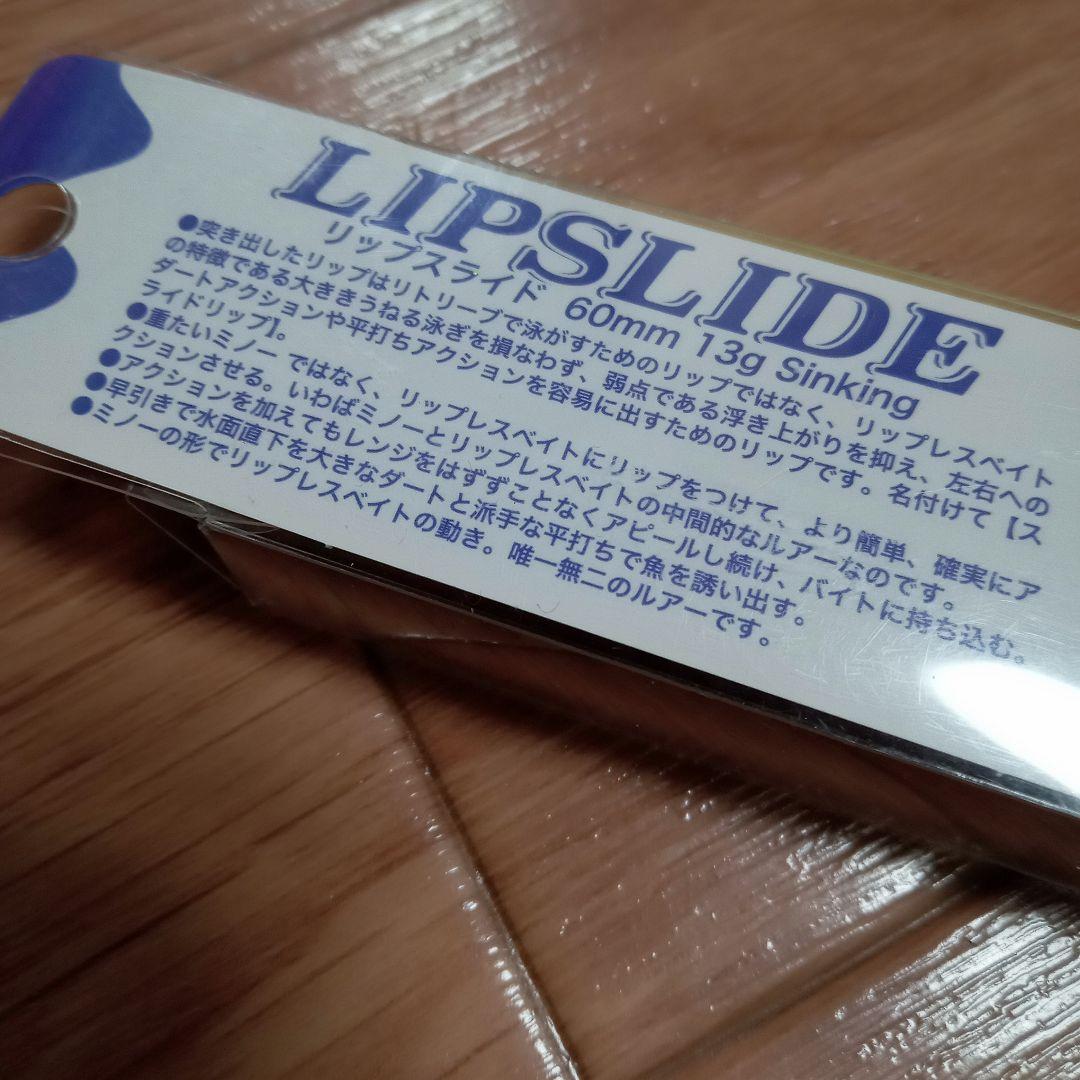 LIPSLIDE
リップスライド 60mm 13g Sinking
●突き出したリップはリトリーブで泳がすためのリップではなく、リップレスベイト
の特徴である大ききうねる泳ぎを損なわず、弱点である浮き上がりを抑え、左右への
ダートアクションや平打ちアクションを容易に出すためのリップです。名付けて【ス
ライドリップ】。
●重たいミノー ではなく、リップレスベイトにリップをつけて、より簡単、確実にア
クションさせる。いわばミノーとリップレスベイトの中間的なルアーなのです。
●アクションを加えてもレンジをはずずことなくアピールし続け、バイトに持ち込む。
●早引きで水面直下を大きなダートと派手な平打ちで魚を誘い出す。
●ミノーの形でリップレスベイトの動き。唯一無二のルアーです。